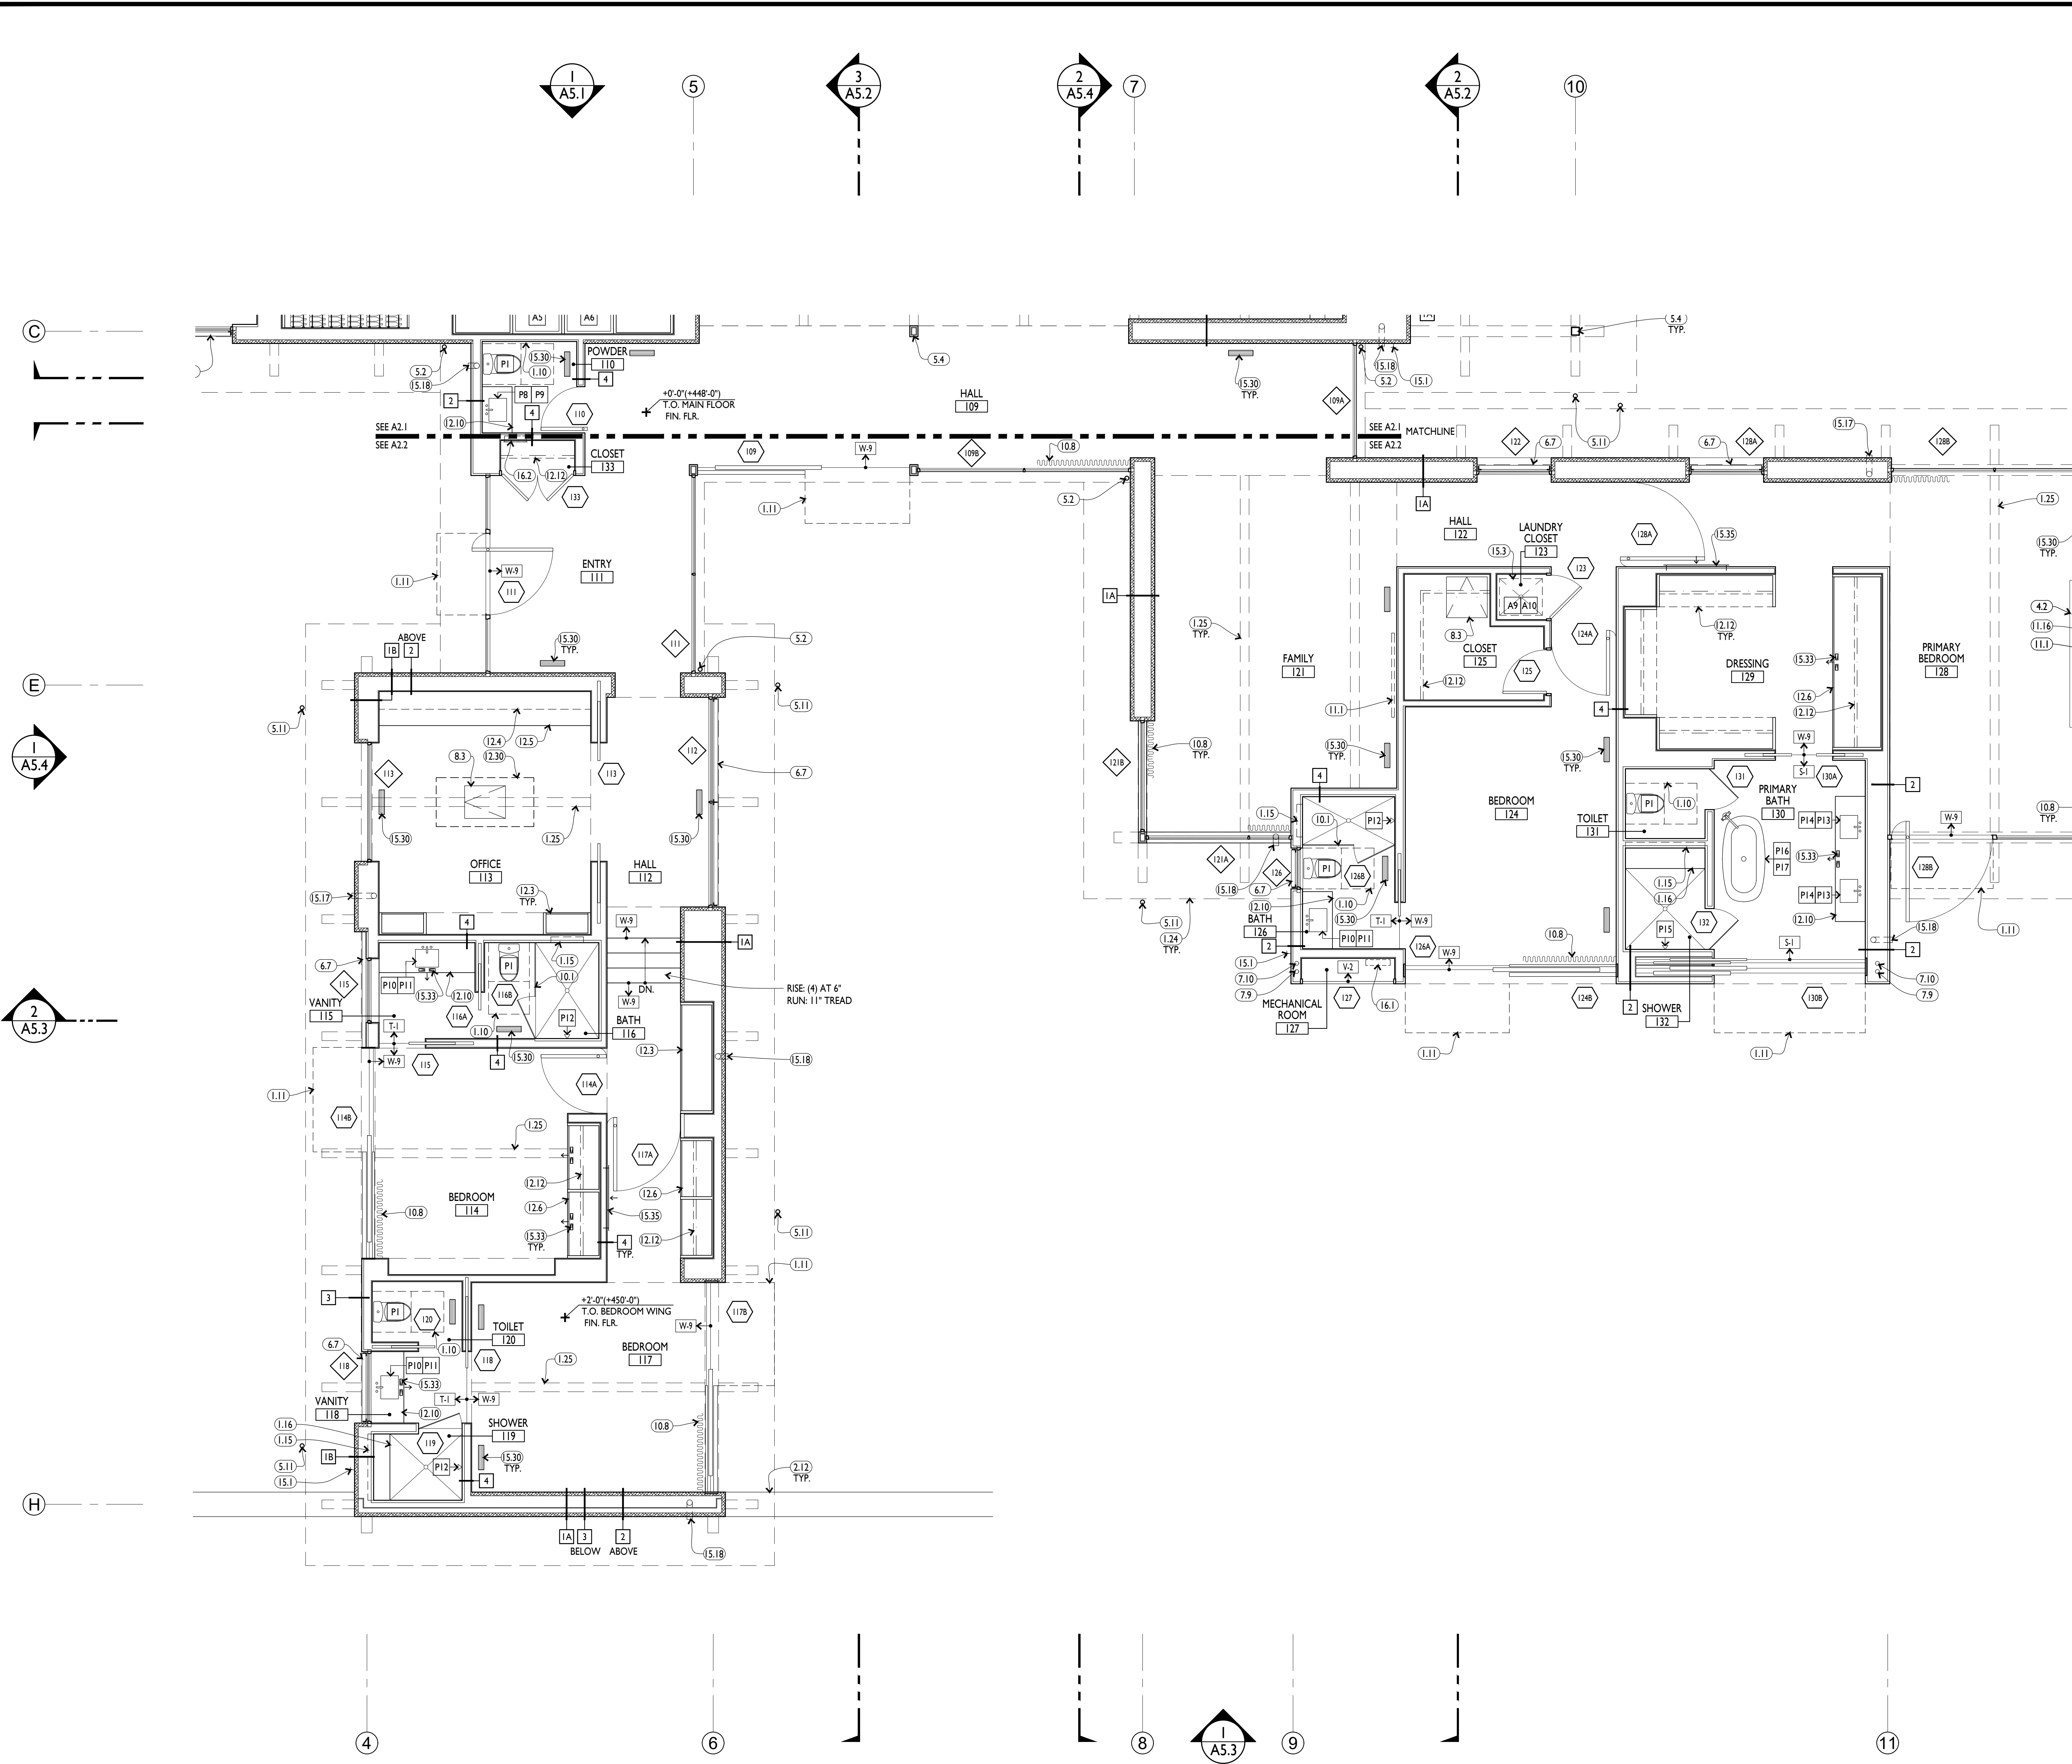 1
A5.1
5
3
A5.2
2
A5.4
7
2
A5.2
10
C
A5
A6
1A
5.4
TYP.
POWDER
110
15.30
P1
1.10
4
5.2
15.18
5.4
15.30
TYP.
15.18
5.2
15.1
2
P8
P9
4
110
12.10
+0'-0"(+448'-0")
T.O. MAIN FLOOR
FIN. FLR.
HALL
109
109A
SEE A2.1
SEE A2.2
SEE A2.1
MATCHLINE
SEE A2.2
CLOSET
133
16.2
12.12
133
109
W-9
109B
10.8
5.2
1.11
122
6.7
5.11
6.7
128A
15.17
128B
1A
1.25
HALL
122
LAUNDRY
CLOSET
123
15.3
128A
15.35
15.30
TYP.
ENTRY
111
W-9
111
1.11
1A
A9
A10
123
8.3
CLOSET
125
124A
125
12.12
12.12
TYP.
4.2
11.16
11.1
1.25
TYP.
FAMILY
121
DRESSING
129
15.33
PRIMARY
BEDROOM
128
12.6
12.12
4
ABOVE
1B
2
15.30
TYP.
111
5.2
E
5.11
5.11
12.4
12.5
11.1
1
A5.4
113
8.3
12.30
113
112
6.7
121B
10.8
TYP.
15.30
TYP.
15.30
TYP.
W-9
S-1
130A
131
2
15.30
1.25
15.30
4
1.15
10.1
P12
BEDROOM
124
TOILET
131
P1
1.10
PRIMARY
BATH
130
P14
P13
P16
P17
15.33
P14
P13
12.10
W-9
10.8
TYP.
128B
1.11
OFFICE
113
HALL
112
15.17
12.3
TYP.
4
W-9
1A
121A
126
15.18
6.7
P1
126B
12.10
1.10
15.30
BATH
126
T-1
W-9
P10
P11
2
126A
W-9
10.8
1.15
1.16
P15
132
S-1
15.18
2
5.11
1.24
TYP.
6.7
115
P10
P11
15.33
12.10
P1
1.15
10.1
116B
W-9
DN.
RISE: (4) AT 6"
RUN: 11" TREAD
VANITY
115
T-1
W-9
116A
1.10
15.30
4
P12
BATH
116
115
12.3
15.18
15.1
7.10
7.9
MECHANICAL
ROOM
127
V-2
127
16.1
124B
2
SHOWER
132
130B
7.10
7.9
1.11
1.11
2
A5.3
1.11
114B
114A
1.25
117A
12.12
12.6
12.6
BEDROOM
114
10.8
15.33
TYP.
15.35
4
TYP.
12.12
5.11
1.11
3
P1
120
TOILET
120
1.10
+2'-0"(+450'-0")
T.O. BEDROOM WING
FIN. FLR.
W-9
117B
BEDROOM
117
6.7
118
P10
P11
15.33
118
1.25
T-1
W-9
VANITY
118
12.10
SHOWER
119
119
1.16
1.15
1B
5.11
15.1
P12
15.30
TYP.
4
10.8
2.12
TYP.
H
1A
3
2
BELOW
ABOVE
15.18
4
6
8
1
A5.3
9
11